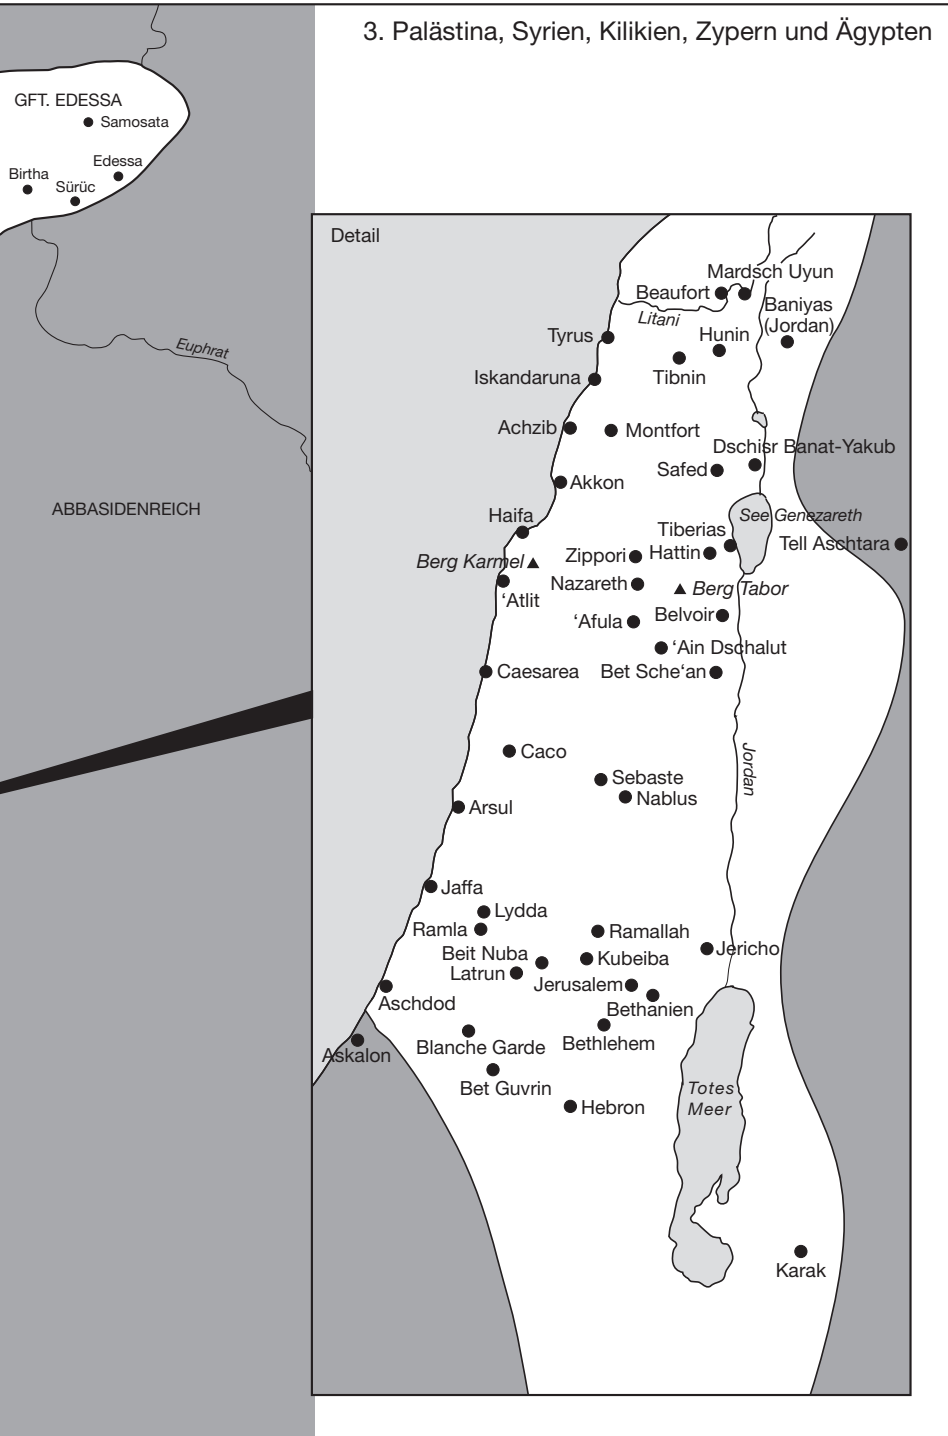 3. Palästina, Syrien, Kilikien, Zypern und Ägypten
GFT. EDESSA
Samosata
Edessa
Birtha
Sürüc
Euphrat
ABBASIDENREICH
Detail
Mardsch Uyun
Beaufort
Baniyas
(Jordan)
Litani
Hunin
Tyrus
Tibnin
Iskandaruna
Achzib
Montfort
Dschisr Banat-Yakub
Safed
Akkon
Haifa
See Genezareth
Tiberias
Tell Aschtara
Hattin
Zippori
Berg Karmel
Nazareth
Berg Tabor
‘Atlit
Belvoir
‘Afula
‘Ain Dschalut
Caesarea
Bet Sche‘an
Caco
Jordan
Sebaste
Nablus
Arsul
Jaffa
Lydda
Ramla
Ramallah
Jericho
Beit Nuba
Kubeiba
Latrun
Jerusalem
Aschdod
Bethanien
Bethlehem
Blanche Garde
Askalon
Bet Guvrin
Totes
Meer
Hebron
Karak